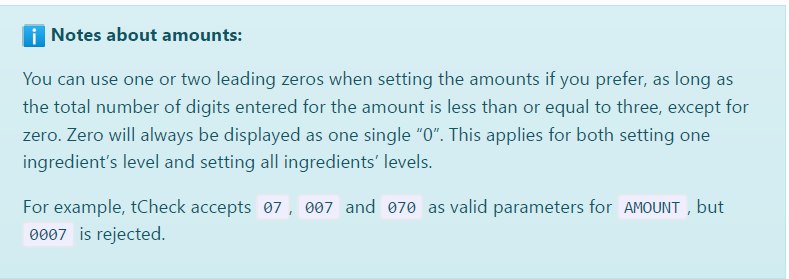 Notes about amounts:
You can use one or two leading zeros when setting the amounts if you prefer, as long as
the total number of digits entered for the amount is less than or equal to three, except for
zero. Zero will always be displayed as one single “0”. This applies for both setting one
ingredient’s level and setting all ingredients’ levels.
For example, tCheck accepts 07 , 007 and 070 as valid parameters for AMOUNT , but
0007 is rejected.